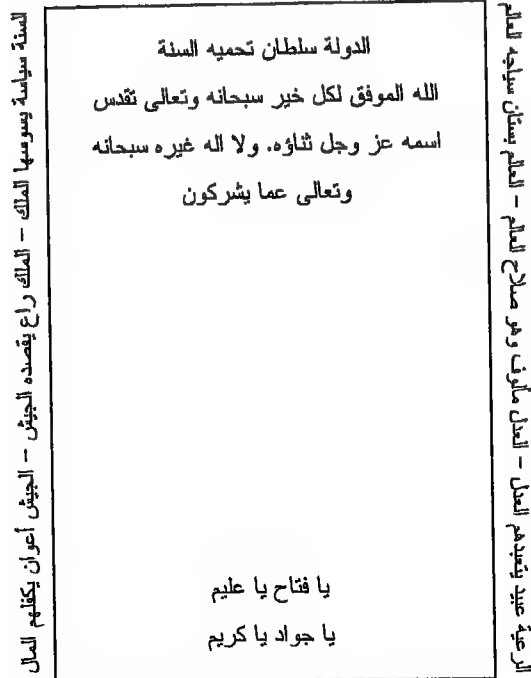 الدولة سلطان تحميه السنة
الله الموفق لكل خير سبحانه وتعالى تقدس
اسمه عز وجل ثناؤه. ولا اله غيره سبحانه
وتعالى عما يشركون
يا فتاح يا عليم
يا جواد يا كريم
السنة سياسة يسوسها الملك – الملك راع يقصده الجيش – الجيش أعوان يكفلهم المال
الرعية عبيد يتعبدهم العدل – العدل مألوف وهو صلاح العالم – العالم بستان سياجه للعالم